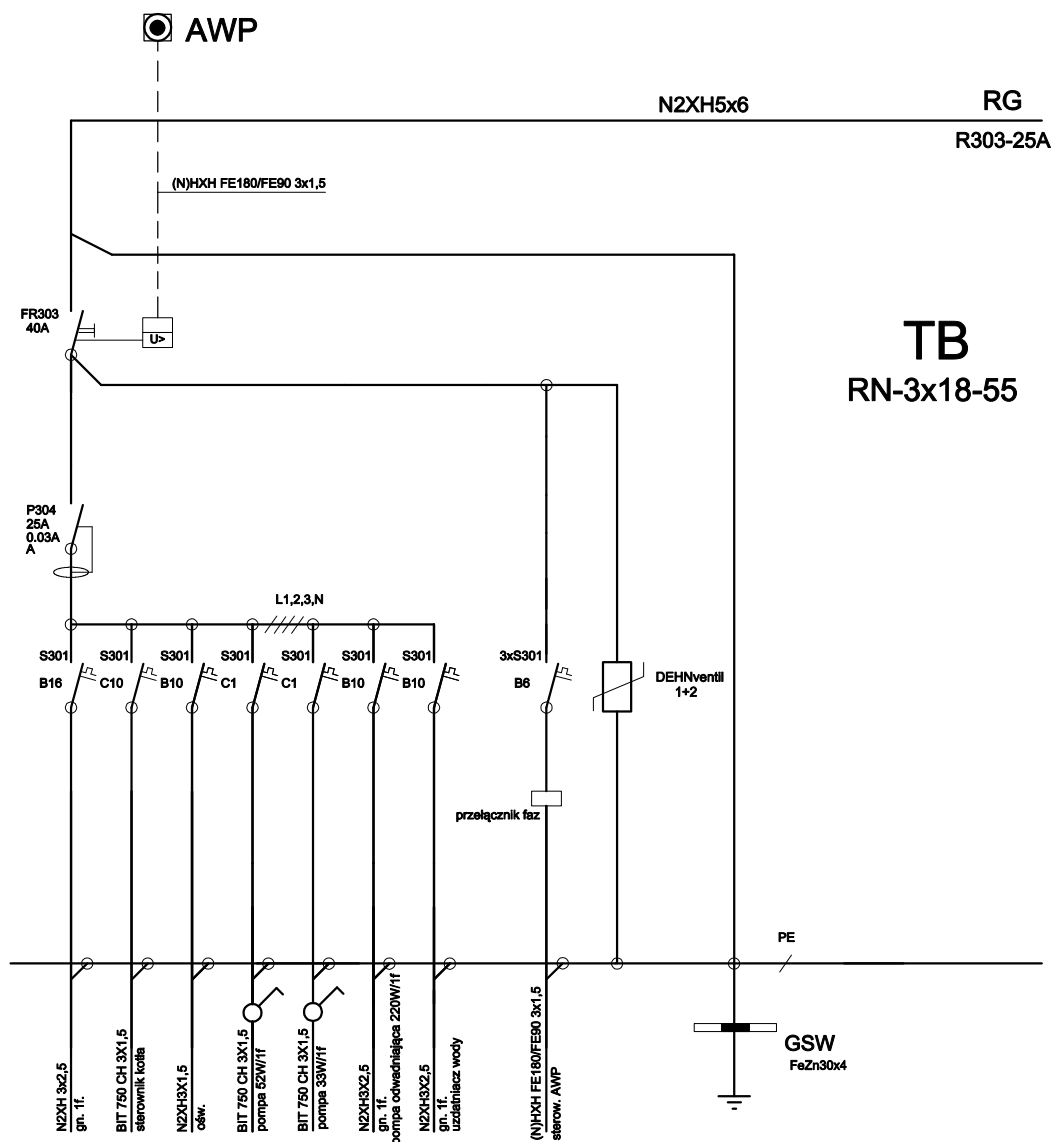 AWP
N2XH5x6
RG
R303-25A
(N)HXH FE180/FE90 3x1,5
FR303
40A
U>
TB
RN-3x18-55
P304
25A
0.03A
A
L1,2,3,N
S301
B16
S301
C10
S301
B10
S301
C1
S301
C1
S301
B10
S301
B10
3xS301
B6
DEHNventil
1+2
przełącznik faz
PE
N2XH 3x2,5
gn. 1f.
BIT 750 CH 3X1,5
sterownik kotła
N2XH3X1,5
ośw.
BIT 750 CH 3X1,5
pompa 52W/1f
BIT 750 CH 3X1,5
pompa 33W/1f
N2XH3X2,5
gn. 1f.
pompa odwadniająca 220W/1f
N2XH3X2,5
gn. 1f.
uzdatniacz wody
(N)HXH FE180/FE90 3x1,5
sterow. AWP
GSW
FeZn30x4